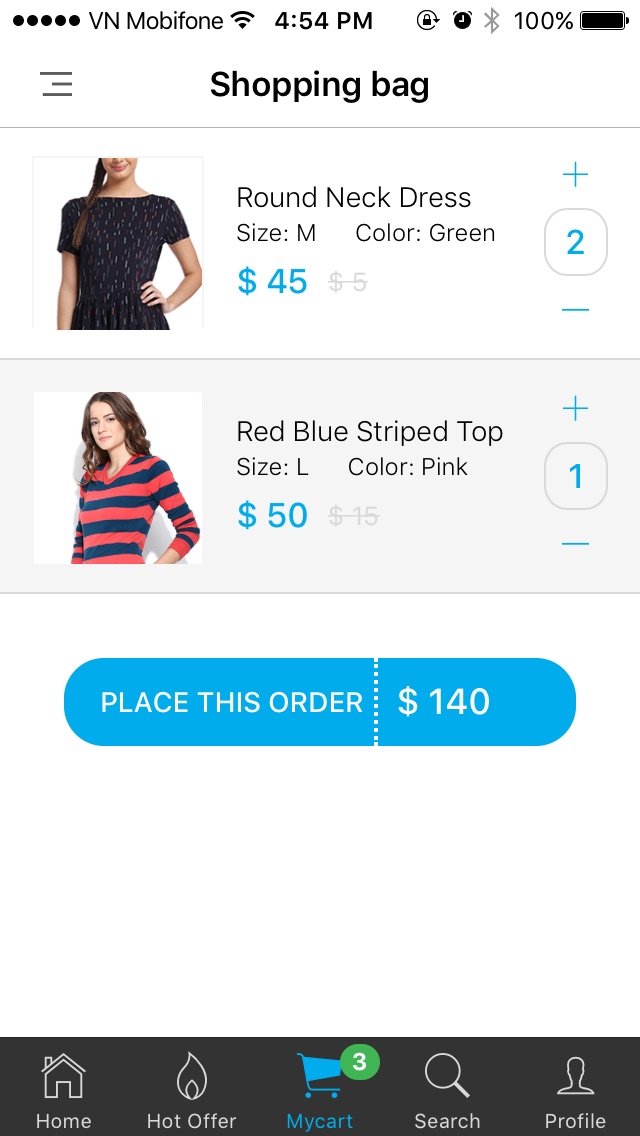 VN Mobifone 4:54 PM 100%
Shopping bag
Round Neck Dress
Size: M Color: Green
$ 45 $ 5
2
Red Blue Striped Top
Size: L Color: Pink
$ 50 $ 15
1
PLACE THIS ORDER $ 140
3
Home Hot Offer Mycart Search Profile